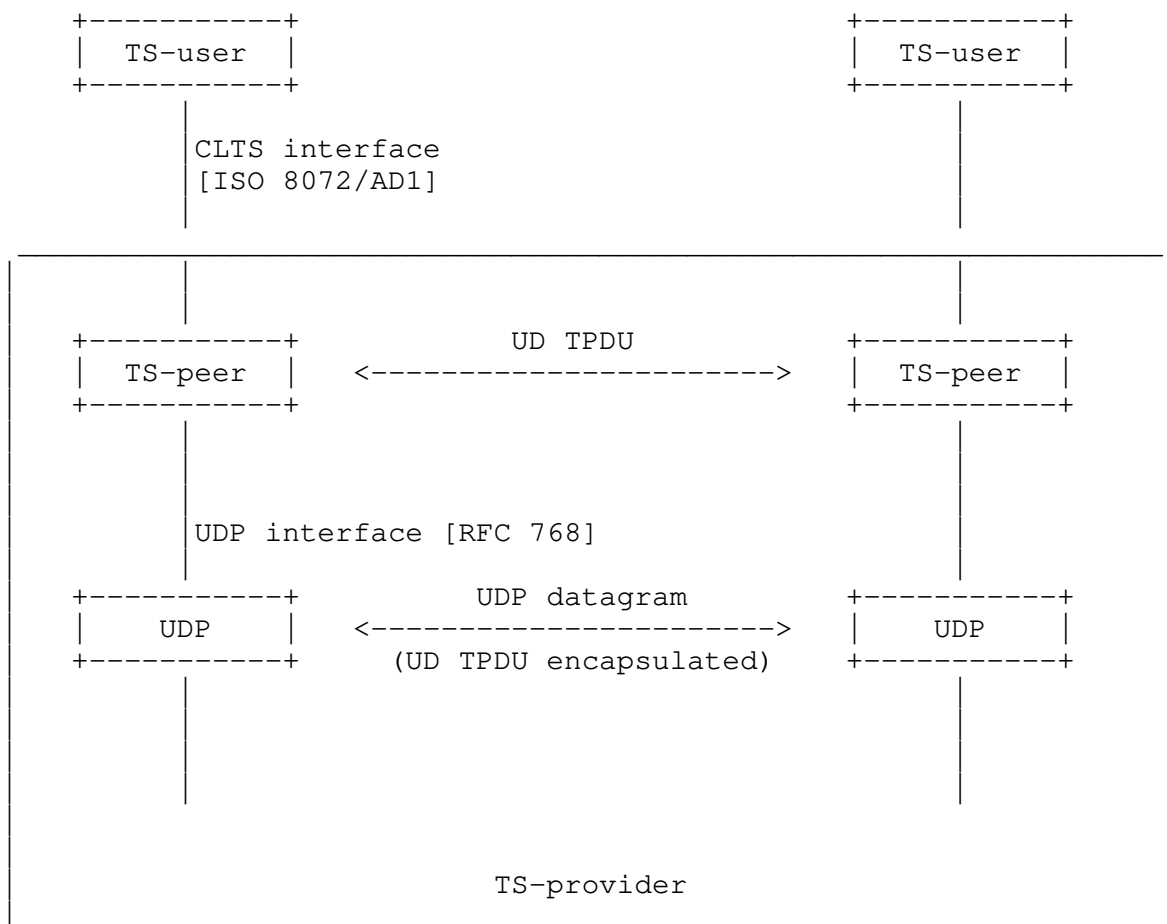 TS-user TS-user
CLTS interface
[ISO 8072/AD1]
UD TPDU
TS-peer <-----------------------> TS-peer
UDP interface [RFC 768]
UDP datagram
UDP <-----------------------> UDP
(UD TPDU encapsulated)
TS-provider